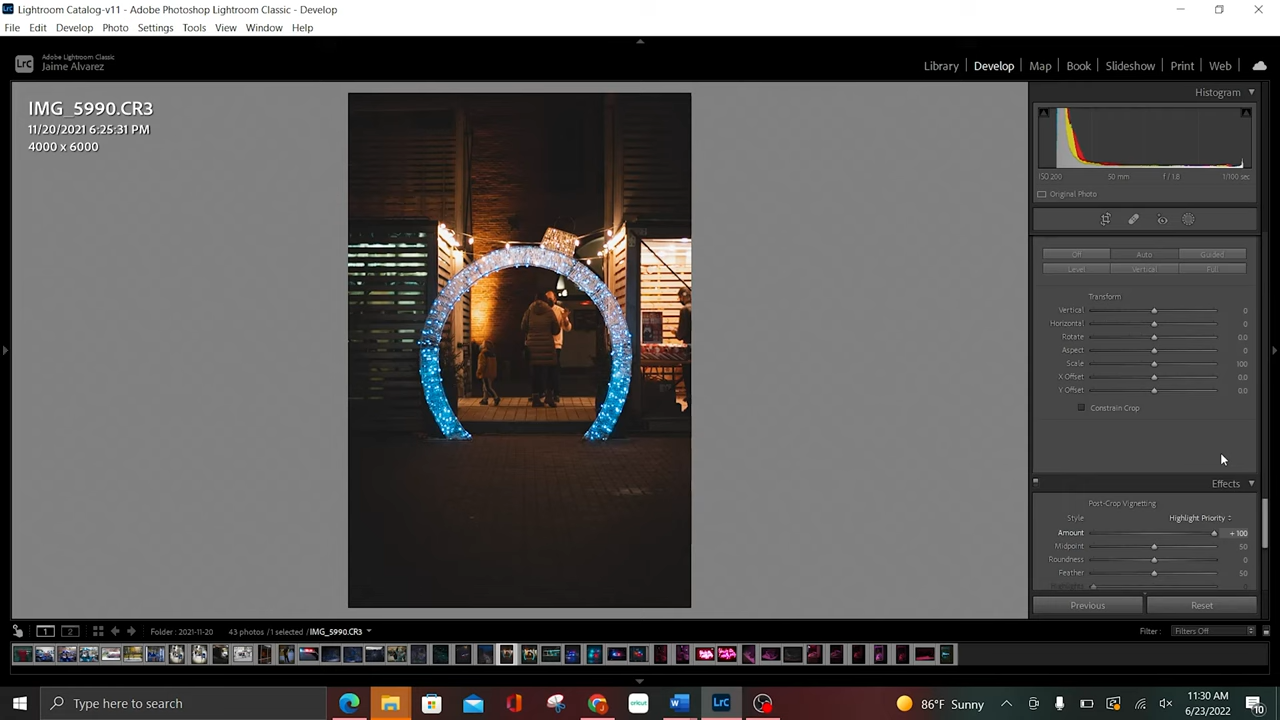 Lightroom Catalog-v11 - Adobe Photoshop Lightroom Classic - Develop
File Edit Develop Photo Settings Tools View Window Help
LrC
Adobe Lightroom Classic
Jaime Alvarez
Library Develop Map Book Slideshow Print Web
IMG_5990.CR3
11/20/2021 6:25:31 PM
4000 x 6000
Histogram
ISO 200 50 mm f / 1.8 1/100 sec
Original Photo
Off Auto Guided
Level Vertical Full
Transform
Vertical 0
Horizontal 0
Rotate 0.0
Aspect 0
Scale 100
X Offset 0.0
Y Offset 0.0
Constrain Crop
Effects
Post-Crop Vignetting
Style Highlight Priority
Amount + 100
Midpoint 50
Roundness 0
Feather 50
Previous Reset
1 2 Folder : 2021-11-20 43 photos / 1 selected / IMG_5990.CR3 Filter : Filters Off
Type here to search
cricut
LrC
86°F Sunny
11:30 AM
6/23/2022